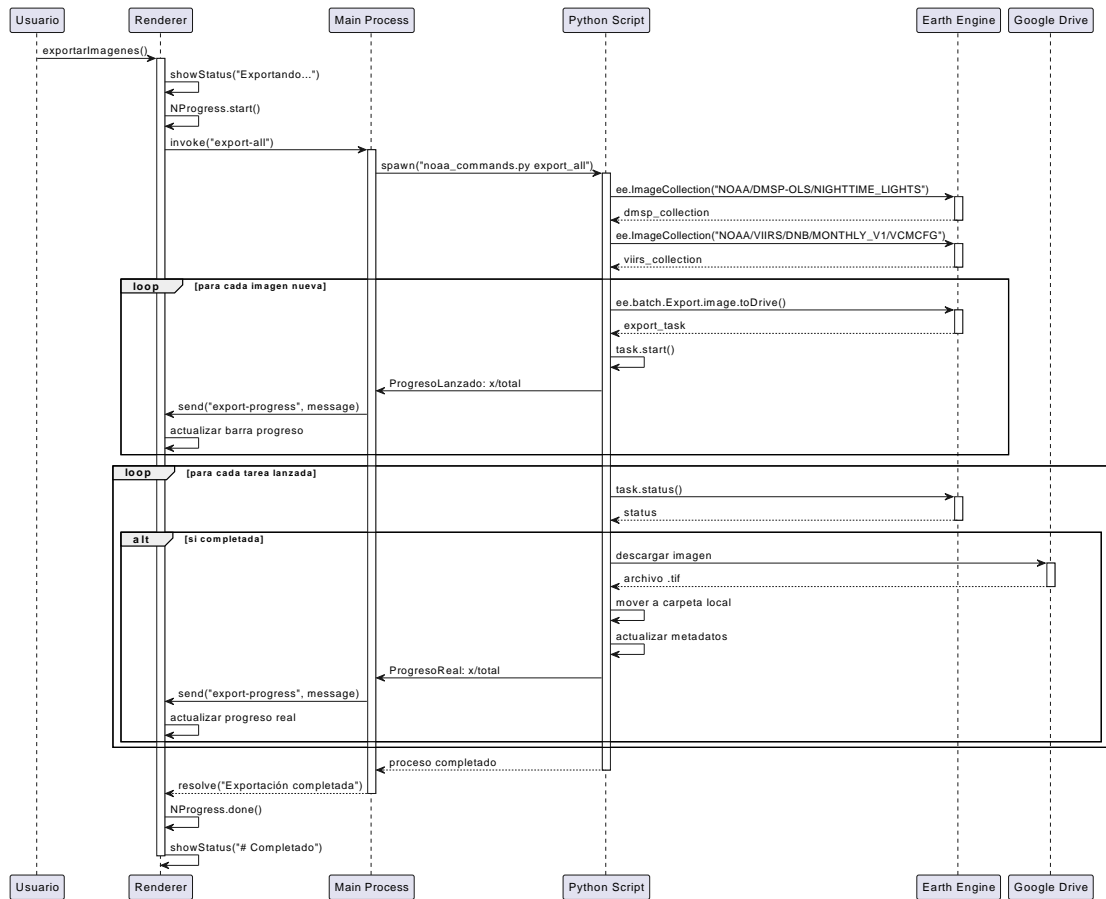 Usuario Renderer Main Process Python Script Earth Engine Google Drive
exportarImagenes()
showStatus("Exportando...")
NProgress.start()
invoke("export-all")
spawn("noaa_commands.py export_all")
ee.ImageCollection("NOAA/DMSP-OLS/NIGHTTIME_LIGHTS")
dmsp_collection
ee.ImageCollection("NOAA/VIIRS/DNB/MONTHLY_V1/VCMCFG")
viirs_collection
loop [para cada imagen nueva]
ee.batch.Export.image.toDrive()
export_task
task.start()
ProgresoLanzado: x/total
send("export-progress", message)
actualizar barra progreso
loop [para cada tarea lanzada]
task.status()
status
alt [si completada]
descargar imagen
archivo .tif
mover a carpeta local
actualizar metadatos
ProgresoReal: x/total
send("export-progress", message)
actualizar progreso real
proceso completado
resolve("Exportación completada")
NProgress.done()
showStatus("# Completado")
Usuario Renderer Main Process Python Script Earth Engine Google Drive